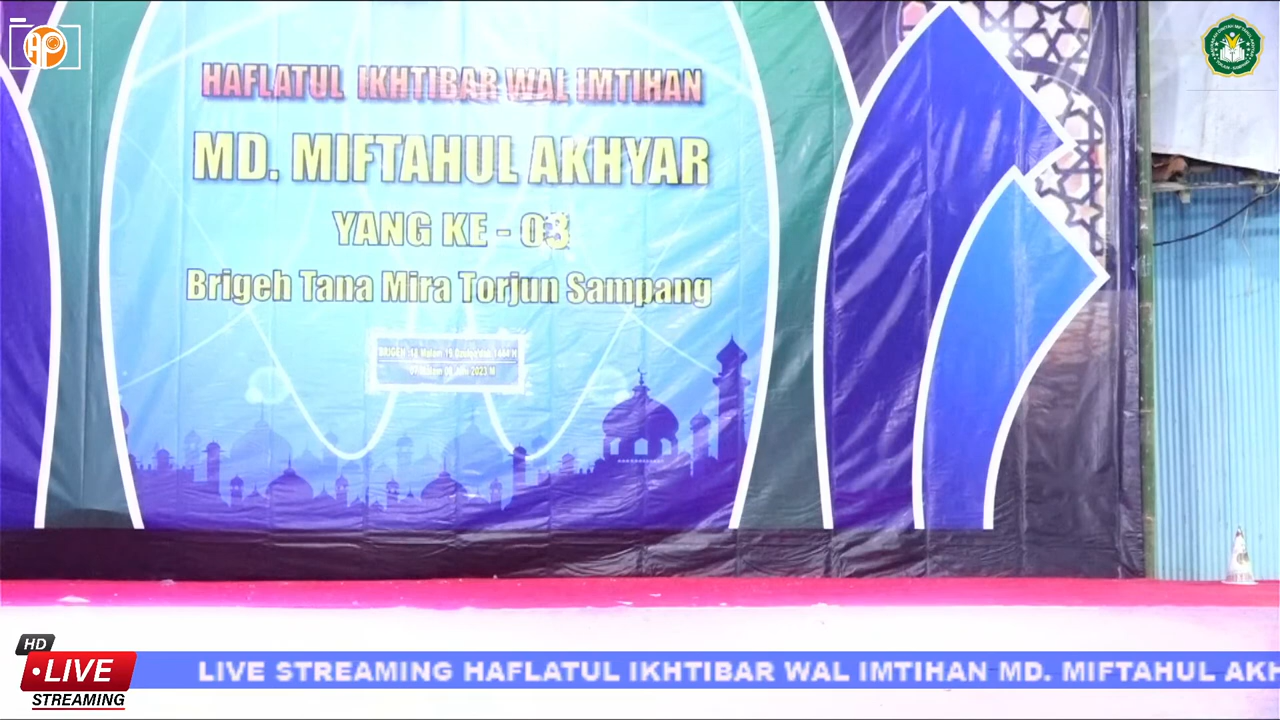 HAFLATUL IKHTIBAR WAL IMTIHAN
MD. MIFTAHUL AKHYAR
YANG KE - 03
Brigeh Tana Mira Torjun Sampang
2023 M
HD
LIVE
STREAMING
LIVE STREAMING HAFLATUL IKHTIBAR WAL IMTIHAN MD. MIFTAHUL AKH